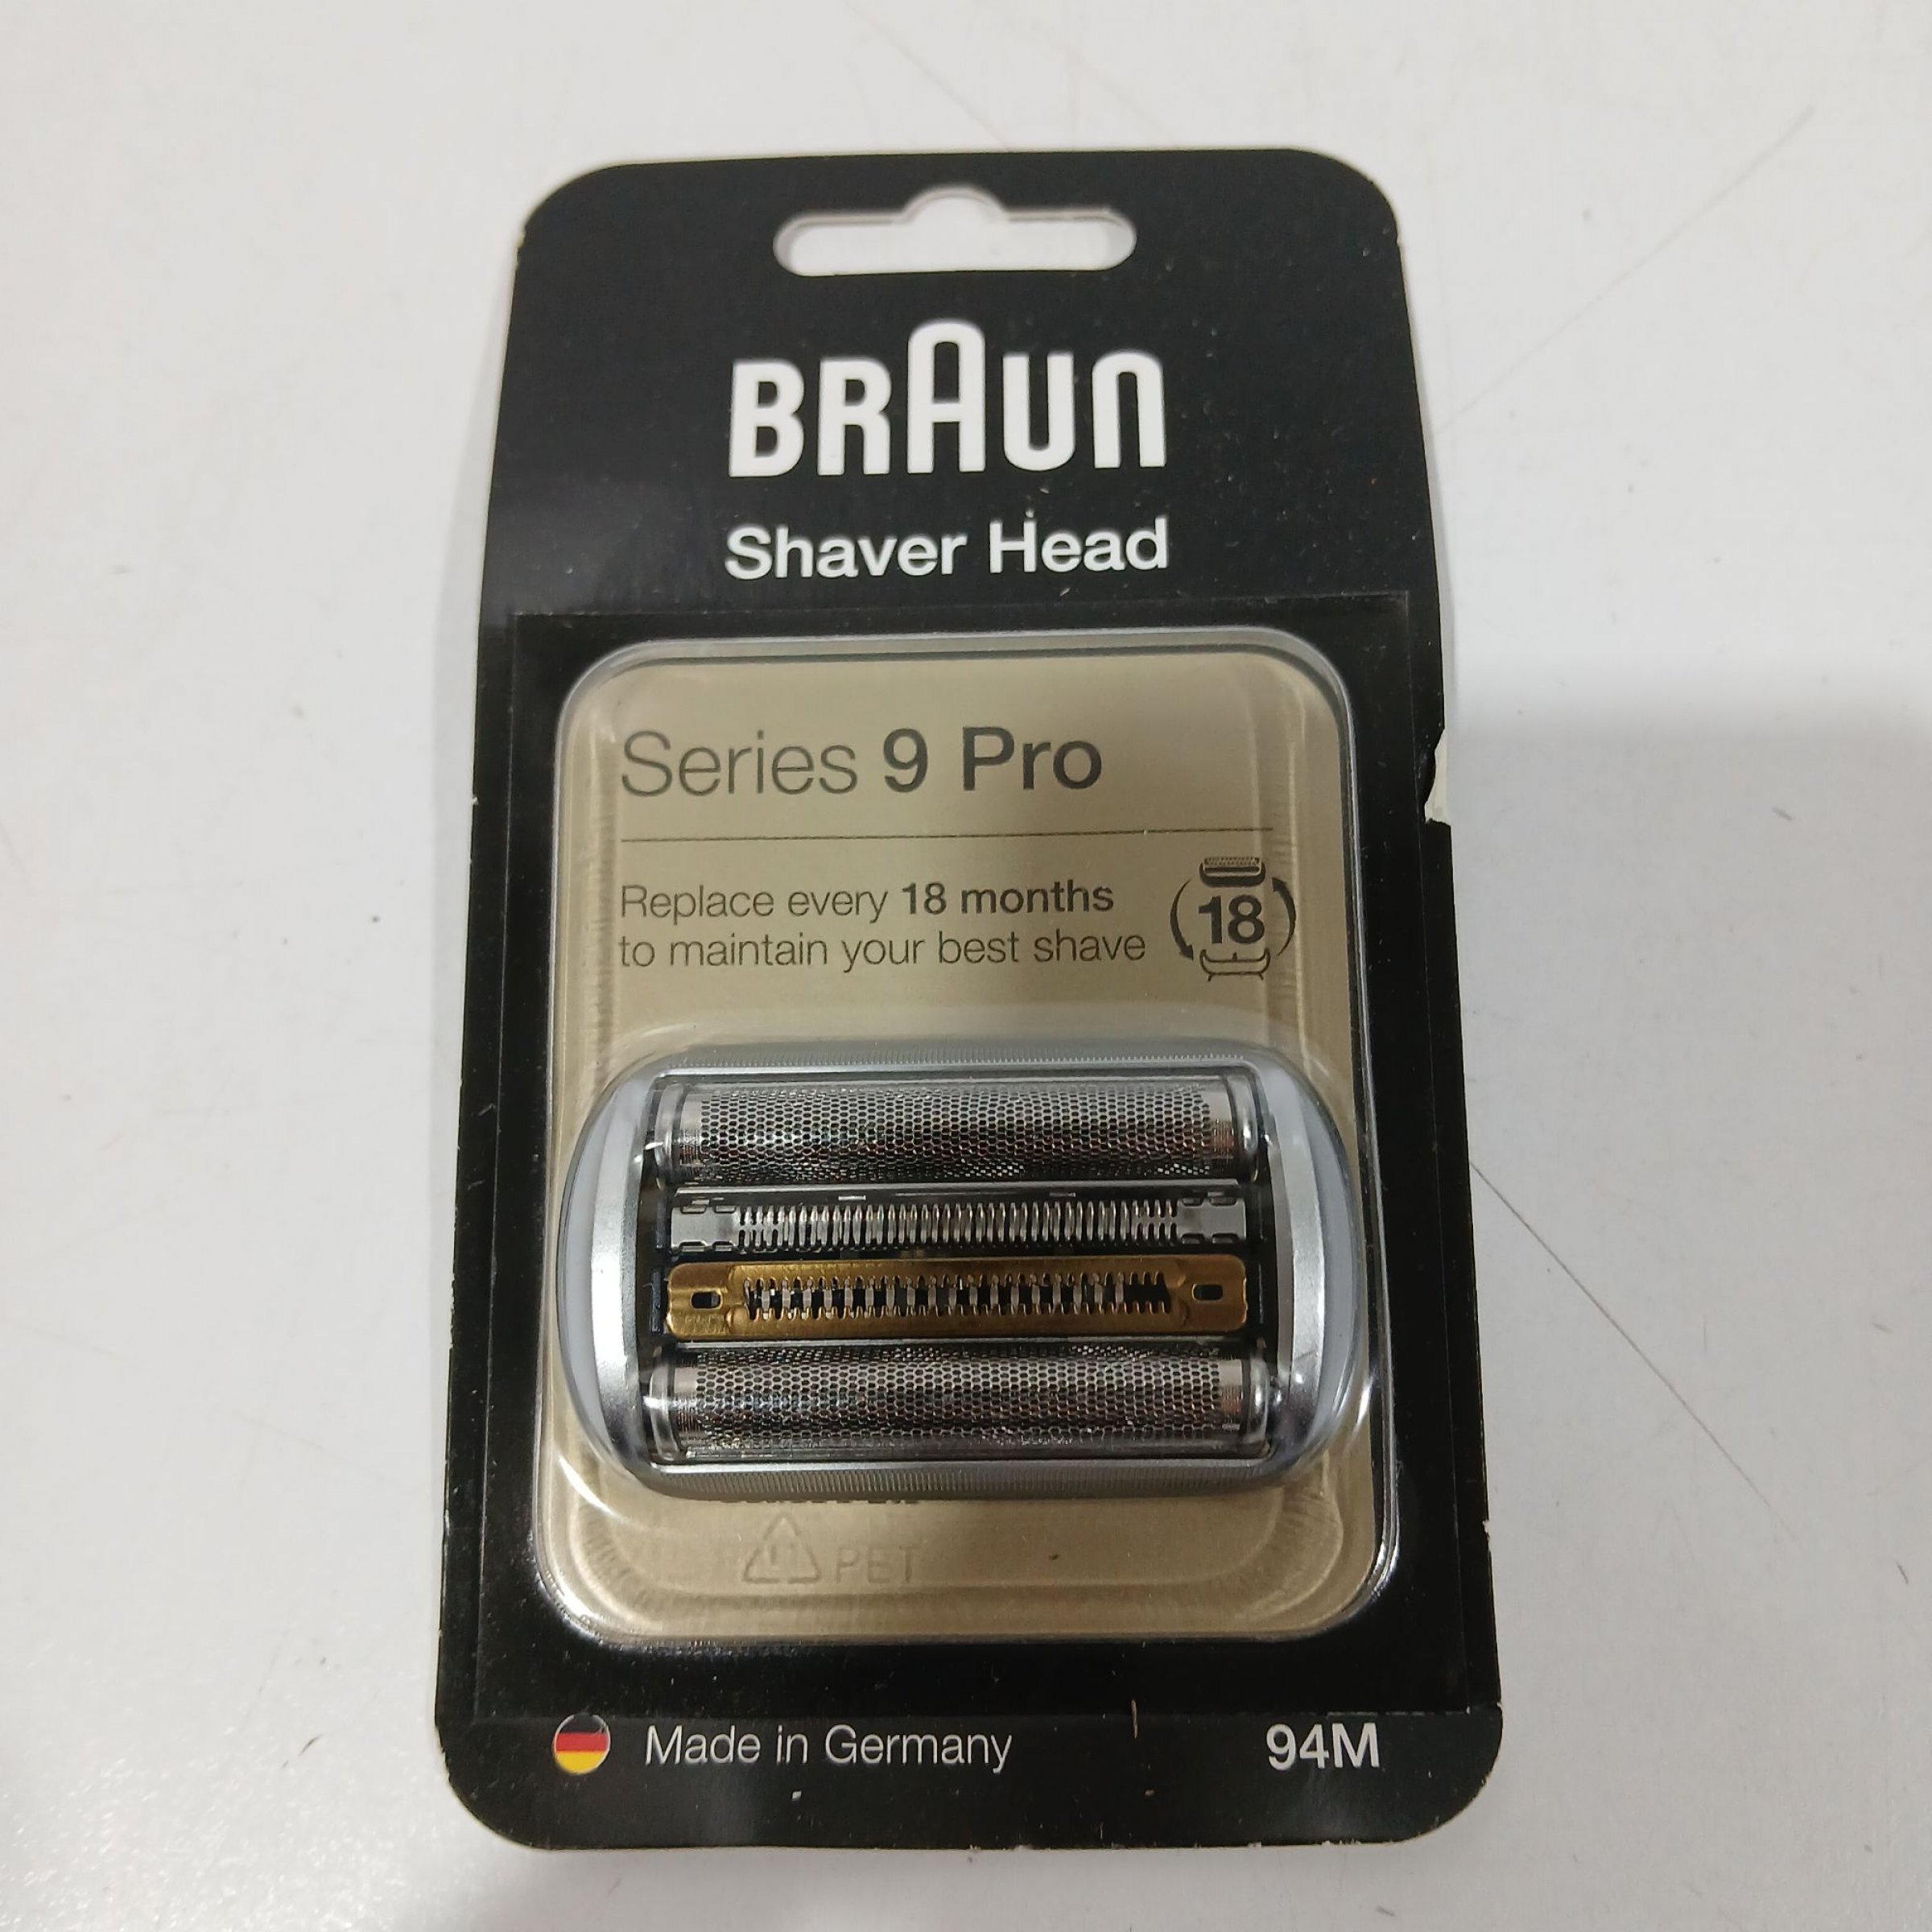 BRAUN
Shaver Head
Series 9 Pro
Replace every 18 months
to maintain your best shave
18
PET
Made in Germany
94M